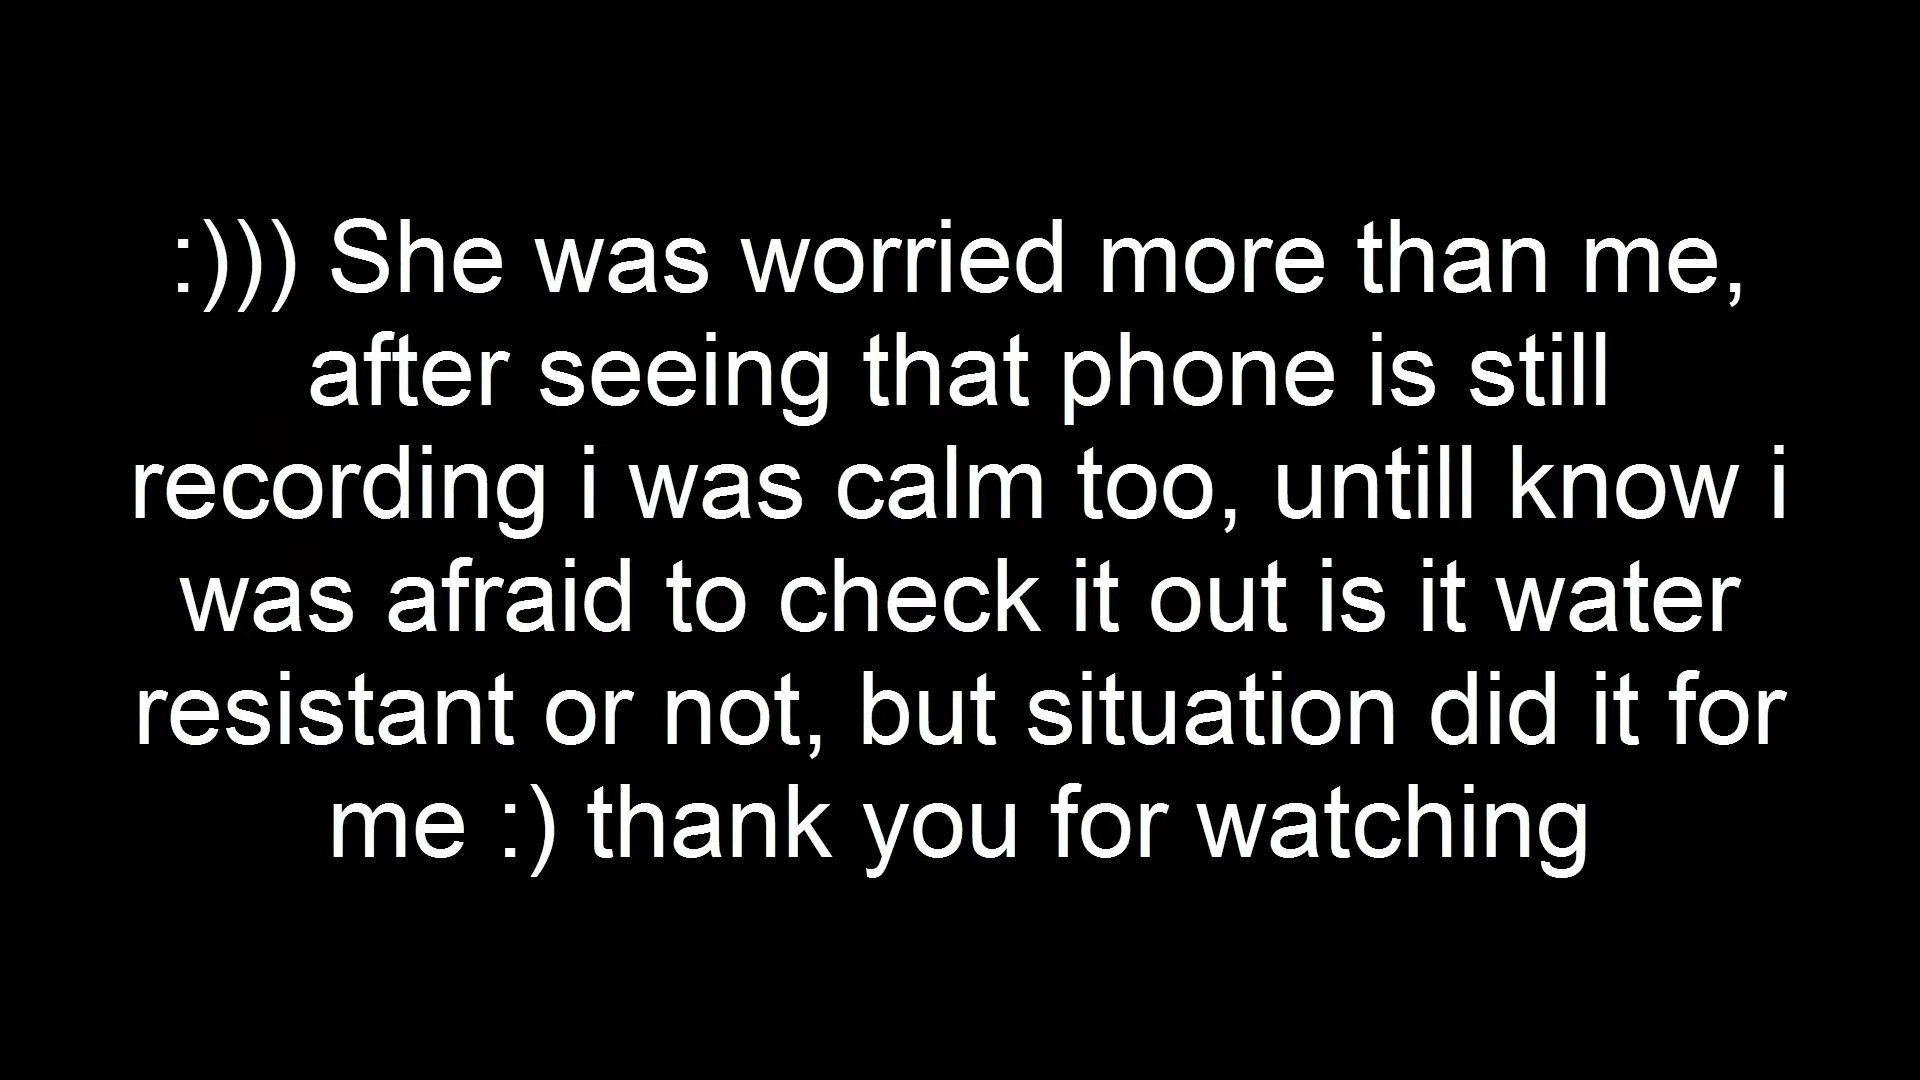 :))) She was worried more than me,
after seeing that phone is still
recording i was calm too, untill know i
was afraid to check it out is it water
resistant or not, but situation did it for
me :) thank you for watching